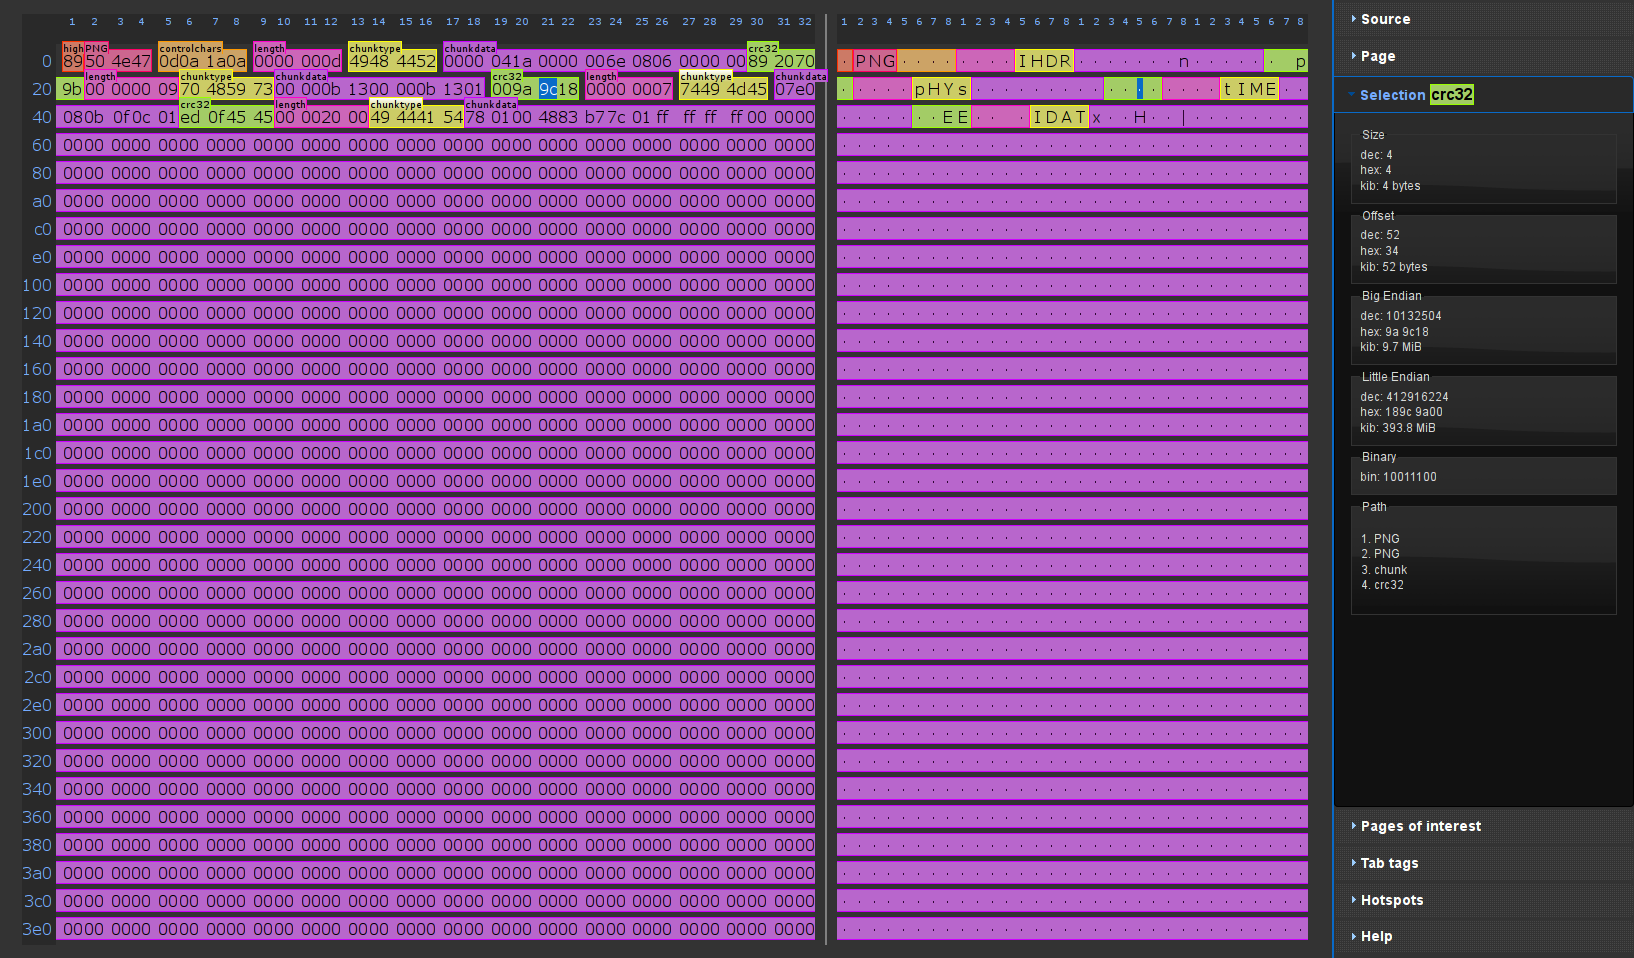 1 2 3 4 5 6 7 8 9 10 11 12 13 14 15 16 17 18 19 20 21 22 23 24 25 26 27 28 29 30 31 32 1 2 3 4 5 6 7 8 1 2 3 4 5 6 7 8 1 2 3 4 5 6 7 8 1 2 3 4 5 6 7 8
high PNG controlchars length chunktype chunkdata crc32
0 8950 4e47 0d0a 1a0a 0000 000d 4948 4452 0000 041a 0000 006e 0806 0000 0089 2070 PNG IHDR n p
length chunktype chunkdata crc32 length chunktype chunkdata
20 9b00 0000 0970 4859 7300 000b 1300 000b 1301 009a 9c18 0000 0007 7449 4d45 07e0 pHYs tIME
crc32 length chunktype chunkdata
40 080b 0f0c 01ed 0f45 4500 0020 0049 4441 5478 0100 4883 b77c 01ff ffff ff00 0000 EE IDAT x H |
60 0000 0000 0000 0000 0000 0000 0000 0000 0000 0000 0000 0000 0000 0000 0000 0000
80 0000 0000 0000 0000 0000 0000 0000 0000 0000 0000 0000 0000 0000 0000 0000 0000
a0 0000 0000 0000 0000 0000 0000 0000 0000 0000 0000 0000 0000 0000 0000 0000 0000
c0 0000 0000 0000 0000 0000 0000 0000 0000 0000 0000 0000 0000 0000 0000 0000 0000
e0 0000 0000 0000 0000 0000 0000 0000 0000 0000 0000 0000 0000 0000 0000 0000 0000
100 0000 0000 0000 0000 0000 0000 0000 0000 0000 0000 0000 0000 0000 0000 0000 0000
120 0000 0000 0000 0000 0000 0000 0000 0000 0000 0000 0000 0000 0000 0000 0000 0000
140 0000 0000 0000 0000 0000 0000 0000 0000 0000 0000 0000 0000 0000 0000 0000 0000
160 0000 0000 0000 0000 0000 0000 0000 0000 0000 0000 0000 0000 0000 0000 0000 0000
180 0000 0000 0000 0000 0000 0000 0000 0000 0000 0000 0000 0000 0000 0000 0000 0000
1a0 0000 0000 0000 0000 0000 0000 0000 0000 0000 0000 0000 0000 0000 0000 0000 0000
1c0 0000 0000 0000 0000 0000 0000 0000 0000 0000 0000 0000 0000 0000 0000 0000 0000
1e0 0000 0000 0000 0000 0000 0000 0000 0000 0000 0000 0000 0000 0000 0000 0000 0000
200 0000 0000 0000 0000 0000 0000 0000 0000 0000 0000 0000 0000 0000 0000 0000 0000
220 0000 0000 0000 0000 0000 0000 0000 0000 0000 0000 0000 0000 0000 0000 0000 0000
240 0000 0000 0000 0000 0000 0000 0000 0000 0000 0000 0000 0000 0000 0000 0000 0000
260 0000 0000 0000 0000 0000 0000 0000 0000 0000 0000 0000 0000 0000 0000 0000 0000
280 0000 0000 0000 0000 0000 0000 0000 0000 0000 0000 0000 0000 0000 0000 0000 0000
2a0 0000 0000 0000 0000 0000 0000 0000 0000 0000 0000 0000 0000 0000 0000 0000 0000
2c0 0000 0000 0000 0000 0000 0000 0000 0000 0000 0000 0000 0000 0000 0000 0000 0000
2e0 0000 0000 0000 0000 0000 0000 0000 0000 0000 0000 0000 0000 0000 0000 0000 0000
300 0000 0000 0000 0000 0000 0000 0000 0000 0000 0000 0000 0000 0000 0000 0000 0000
320 0000 0000 0000 0000 0000 0000 0000 0000 0000 0000 0000 0000 0000 0000 0000 0000
340 0000 0000 0000 0000 0000 0000 0000 0000 0000 0000 0000 0000 0000 0000 0000 0000
360 0000 0000 0000 0000 0000 0000 0000 0000 0000 0000 0000 0000 0000 0000 0000 0000
380 0000 0000 0000 0000 0000 0000 0000 0000 0000 0000 0000 0000 0000 0000 0000 0000
3a0 0000 0000 0000 0000 0000 0000 0000 0000 0000 0000 0000 0000 0000 0000 0000 0000
3c0 0000 0000 0000 0000 0000 0000 0000 0000 0000 0000 0000 0000 0000 0000 0000 0000
3e0 0000 0000 0000 0000 0000 0000 0000 0000 0000 0000 0000 0000 0000 0000 0000 0000
Source
Page
Selection crc32
Size
dec: 4
hex: 4
kib: 4 bytes
Offset
dec: 52
hex: 34
kib: 52 bytes
Big Endian
dec: 10132504
hex: 9a 9c18
kib: 9.7 MiB
Little Endian
dec: 412916224
hex: 189c 9a00
kib: 393.8 MiB
Binary
bin: 10011100
Path
1. PNG
2. PNG
3. chunk
4. crc32
Pages of interest
Tab tags
Hotspots
Help